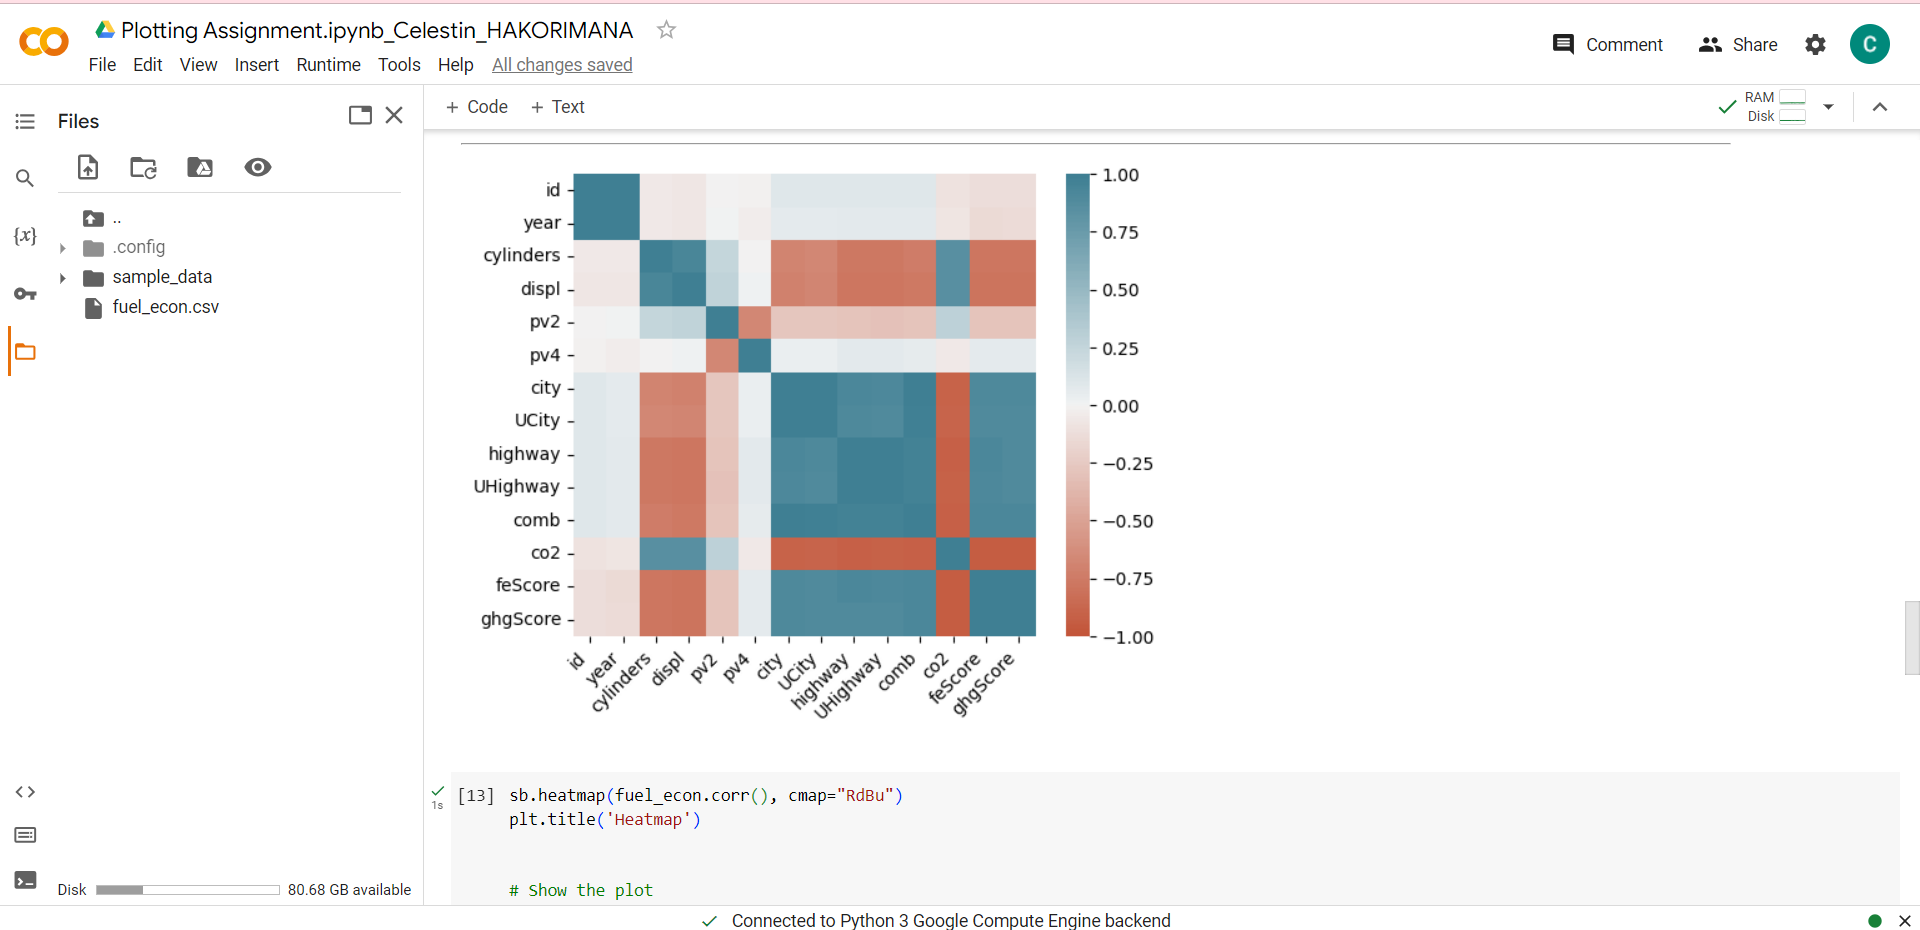 Plotting Assignment.ipynb_Celestin_HAKORIMANA
Comment
Share
C
File Edit View Insert Runtime Tools Help All changes saved
Files
+ Code + Text
RAM
Disk
..
.config
sample_data
fuel_econ.csv
{x}
id
year
cylinders
displ
pv2
pv4
city
UCity
highway
UHighway
comb
co2
feScore
ghgScore
1.00
0.75
0.50
0.25
0.00
−0.25
−0.50
−0.75
−1.00
id year cylinders displ pv2 pv4 city UCity highway UHighway comb co2 feScore ghgScore
1s
[13] sb.heatmap(fuel_econ.corr(), cmap="RdBu")
plt.title('Heatmap')
# Show the plot
Disk 80.68 GB available
Connected to Python 3 Google Compute Engine backend